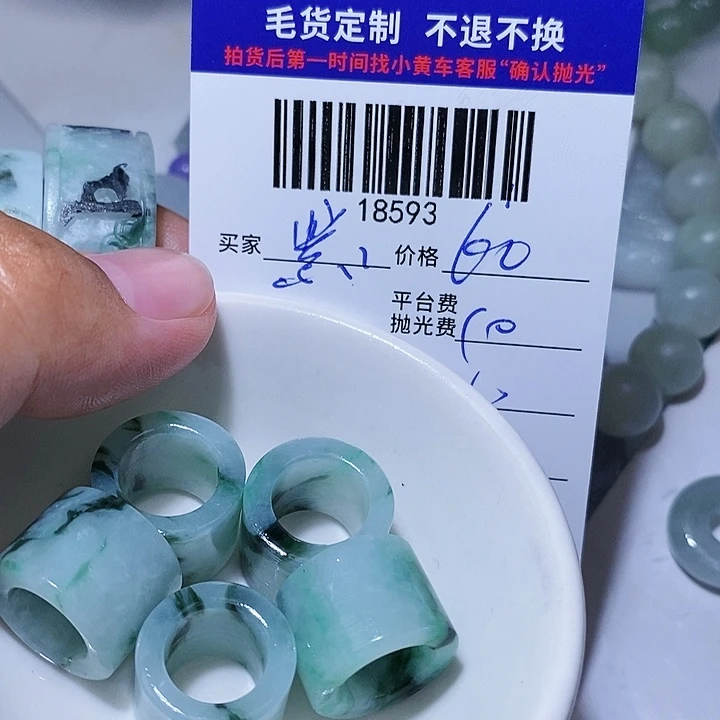 毛货定制 不退不换
拍货后第一时间找小黄车客服“确认抛光”
18593
买家 价格 60
平台费
抛光费